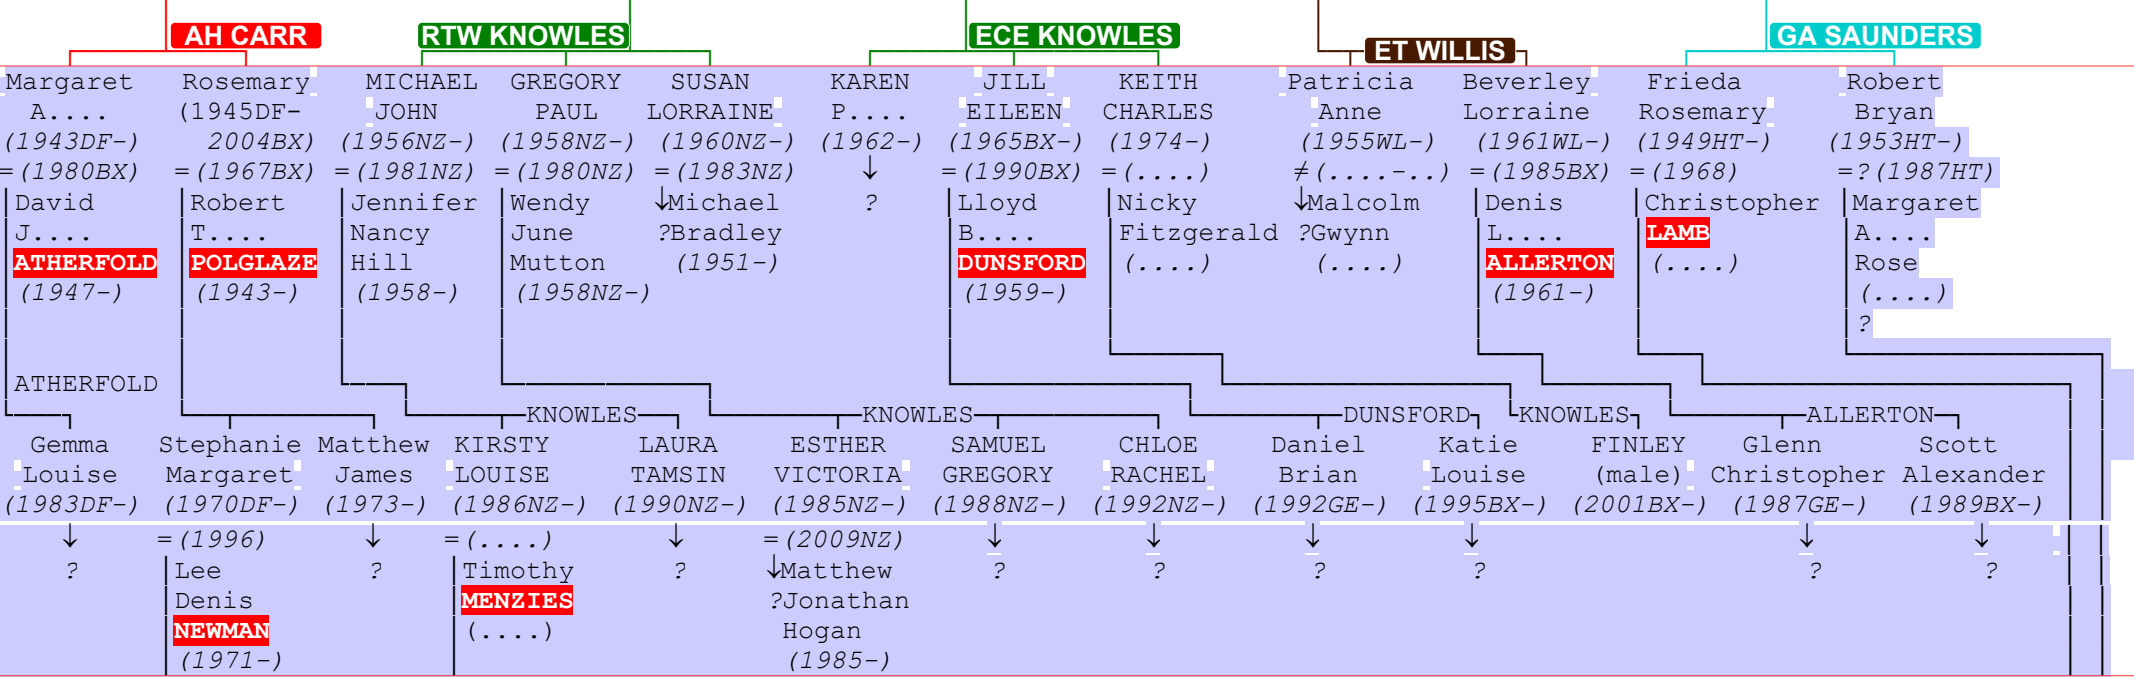 AH CARR RTW KNOWLES ECE KNOWLES ET WILLIS GA SAUNDERS
Margaret Rosemary MICHAEL GREGORY SUSAN KAREN JILL KEITH Patricia Beverley Frieda Robert
A.... (1945DF- JOHN PAUL LORRAINE P.... EILEEN CHARLES Anne Lorraine Rosemary Bryan
(1943DF-) 2004BX) (1956NZ-) (1958NZ-) (1960NZ-) (1962-) (1965BX-) (1974-) (1955WL-) (1961WL-) (1949HT-) (1953HT-)
=(1980BX) =(1967BX) =(1981NZ) =(1980NZ) =(1983NZ) ↓ =(1990BX) =(....) ≠(....-..) =(1985BX) =(1968) =?(1987HT)
David Robert Jennifer Wendy ↓Michael ? Lloyd Nicky ↓Malcolm Denis Christopher Margaret
J.... T.... Nancy June ?Bradley B.... Fitzgerald ?Gwynn L.... LAMB A....
ATHERFOLD POLGLAZE Hill Mutton (1951-) DUNSFORD (....) (....) ALLERTON (....) Rose
(1947-) (1943-) (1958-) (1958NZ-) (1959-) (1961-) (....)
?
ATHERFOLD
KNOWLES KNOWLES DUNSFORD KNOWLES ALLERTON
Gemma Stephanie Matthew KIRSTY LAURA ESTHER SAMUEL CHLOE Daniel Katie FINLEY Glenn Scott
Louise Margaret James LOUISE TAMSIN VICTORIA GREGORY RACHEL Brian Louise (male) Christopher Alexander
(1983DF-) (1970DF-) (1973-) (1986NZ-) (1990NZ-) (1985NZ-) (1988NZ-) (1992NZ-) (1992GE-) (1995BX-) (2001BX-) (1987GE-) (1989BX-)
↓ =(1996) ↓ =(....) ↓ =(2009NZ) ↓ ↓ ↓ ↓ ↓ ↓
? Lee ? Timothy ? ↓Matthew ? ? ? ? ? ?
Denis MENZIES ?Jonathan
NEWMAN (....) Hogan
(1971-) (1985-)